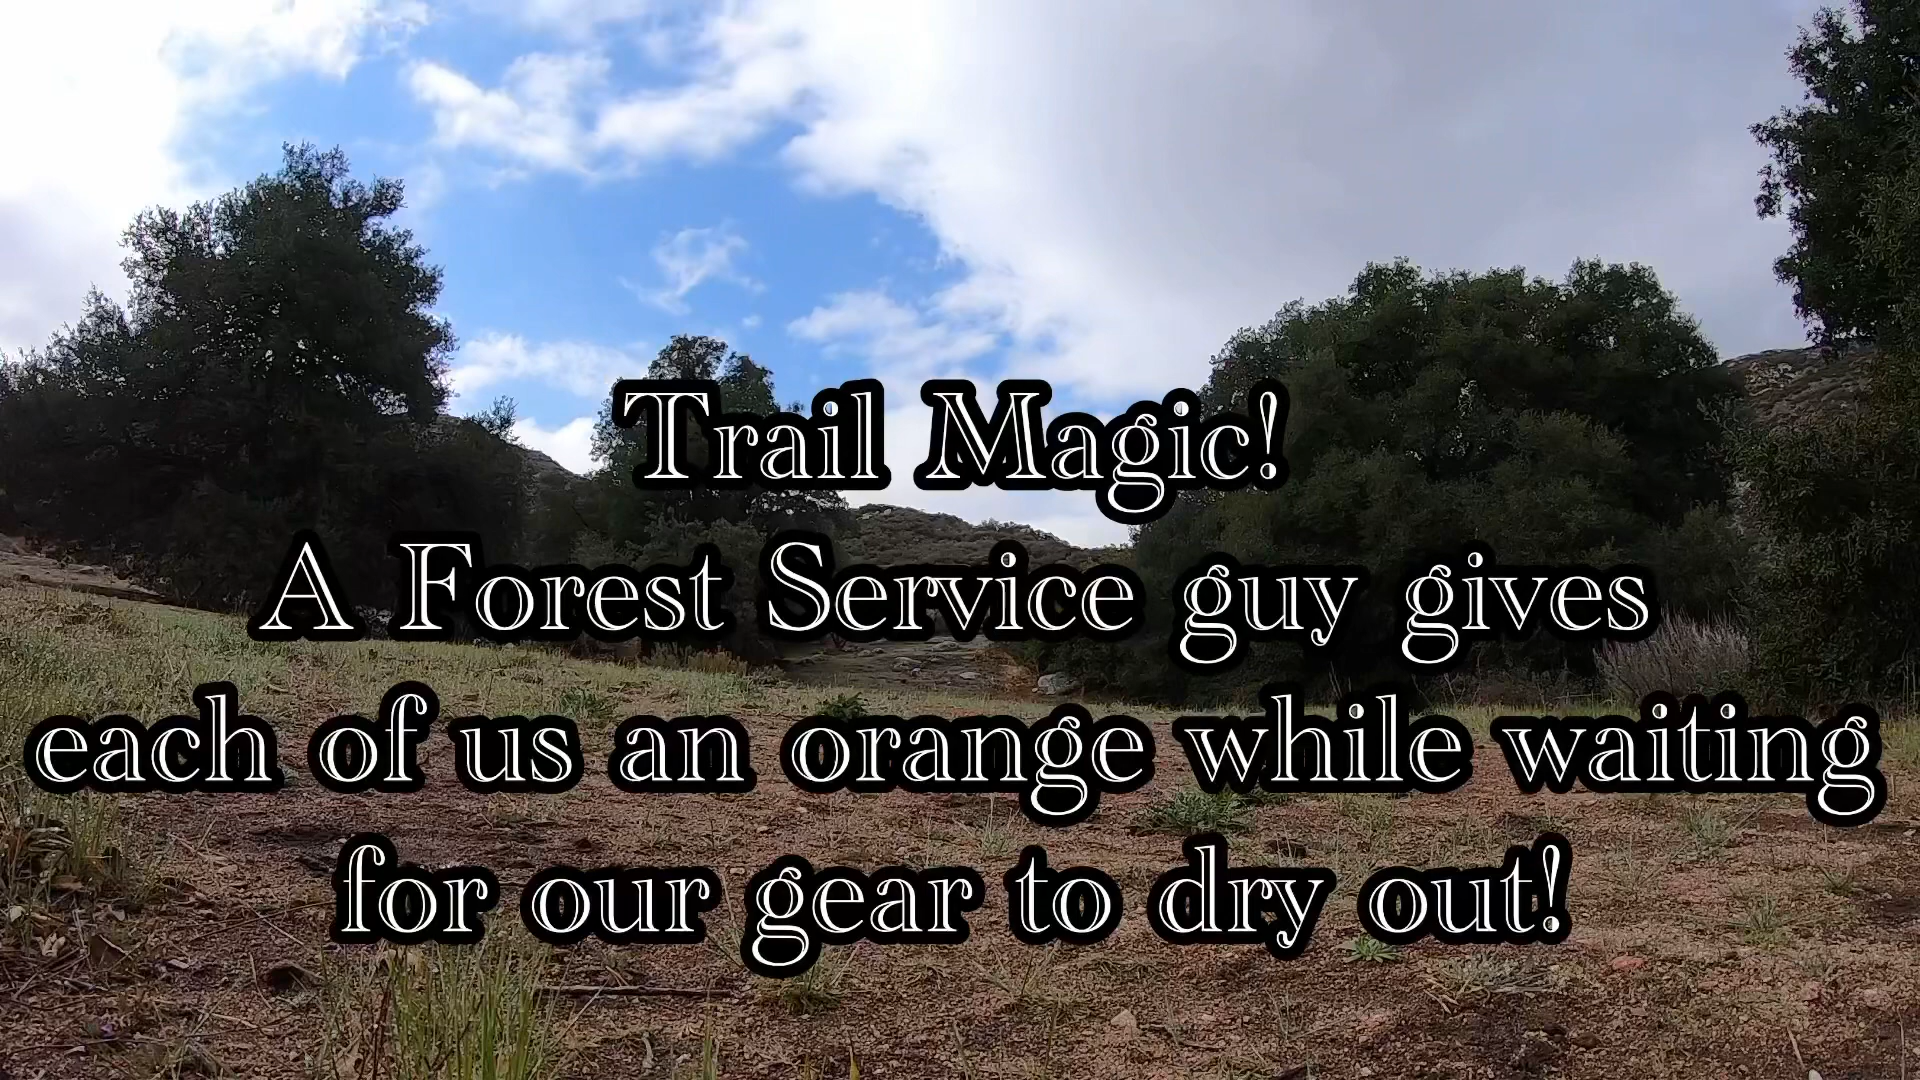 Trail Magic!
A Forest Service guy gives
each of us an orange while waiting
for our gear to dry out!